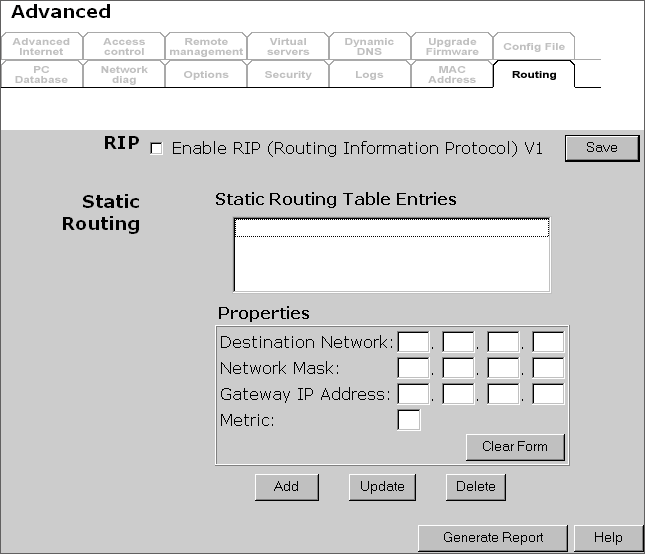 Advanced
Advanced Internet
Access control
Remote management
Virtual servers
Dynamic DNS
Upgrade Firmware
Config File
PC Database
Network diag
Options
Security
Logs
MAC Address
Routing
RIP
Enable RIP (Routing Information Protocol) V1
Save
Static
Routing
Static Routing Table Entries
Properties
Destination Network: . . .
Network Mask: . . .
Gateway IP Address: . . .
Metric:
Clear Form
Add
Update
Delete
Generate Report
Help